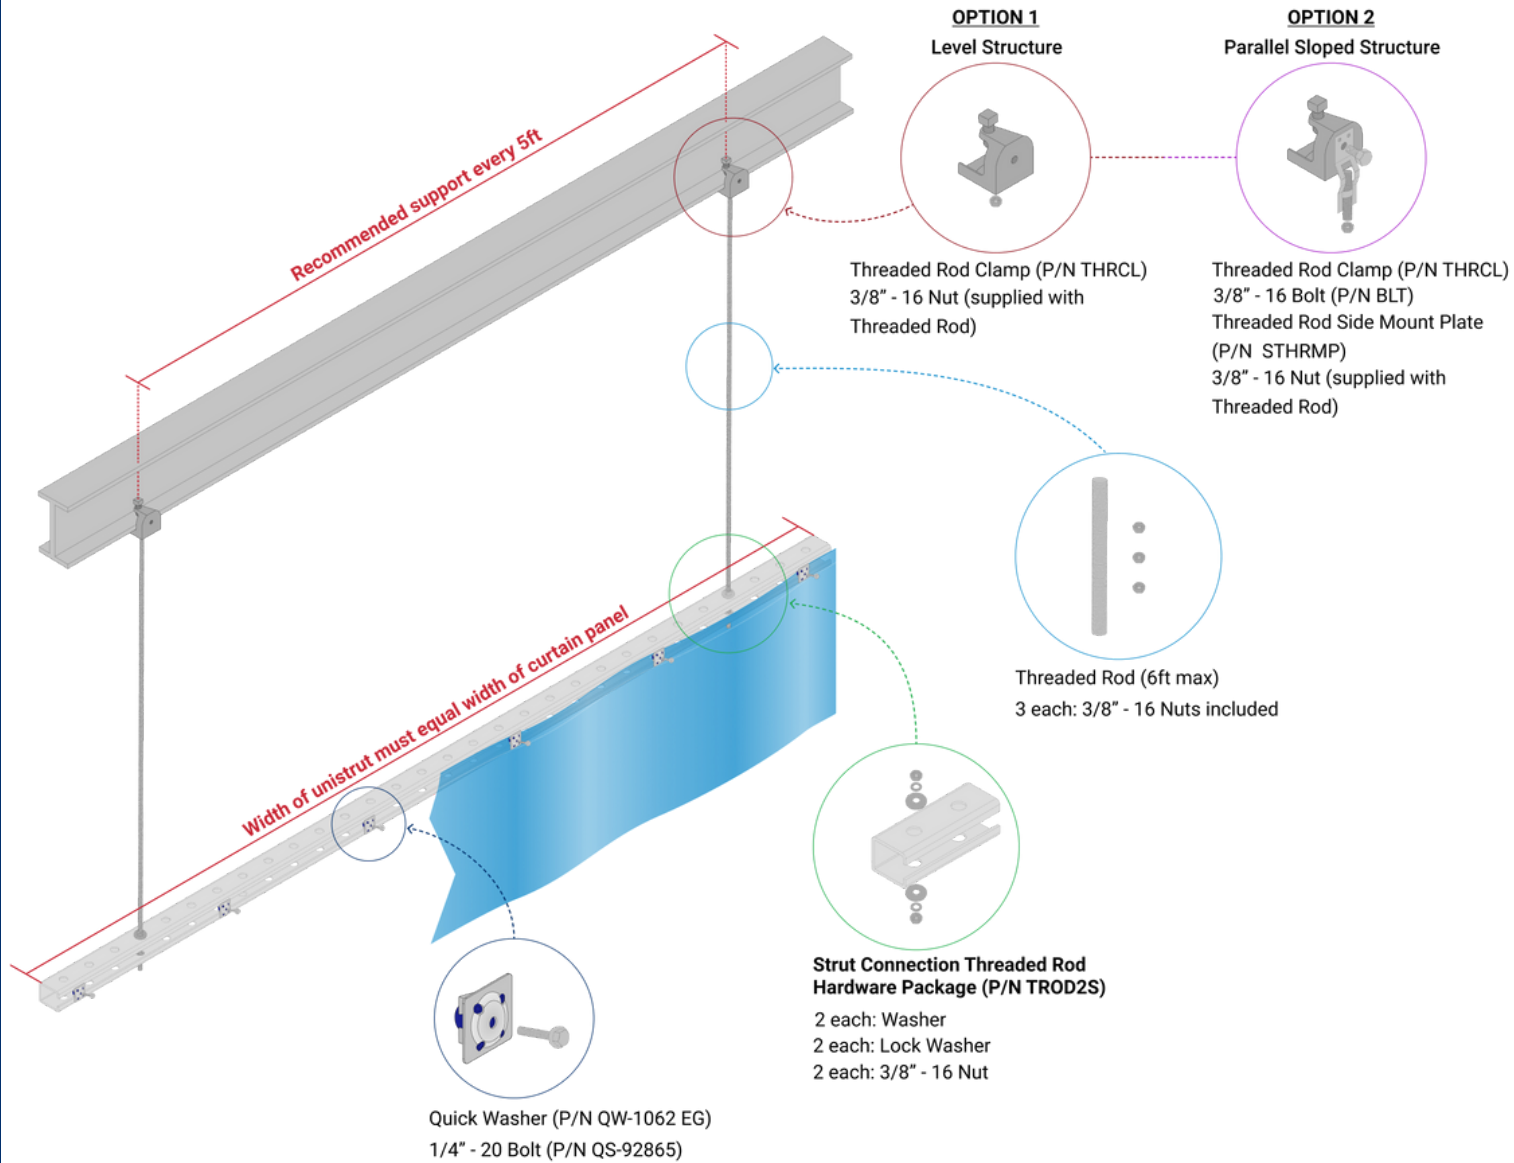 OPTION 1
Level Structure
OPTION 2
Parallel Sloped Structure
Recommended support every 5ft
Threaded Rod Clamp (P/N THRCL)
3/8” - 16 Nut (supplied with
Threaded Rod)
Threaded Rod Clamp (P/N THRCL)
3/8” - 16 Bolt (P/N BLT)
Threaded Rod Side Mount Plate
(P/N STHRMP)
3/8” - 16 Nut (supplied with
Threaded Rod)
Width of unistrut must equal width of curtain panel
Threaded Rod (6ft max)
3 each: 3/8” - 16 Nuts included
Strut Connection Threaded Rod
Hardware Package (P/N TROD2S)
2 each: Washer
2 each: Lock Washer
2 each: 3/8” - 16 Nut
Quick Washer (P/N QW-1062 EG)
1/4” - 20 Bolt (P/N QS-92865)